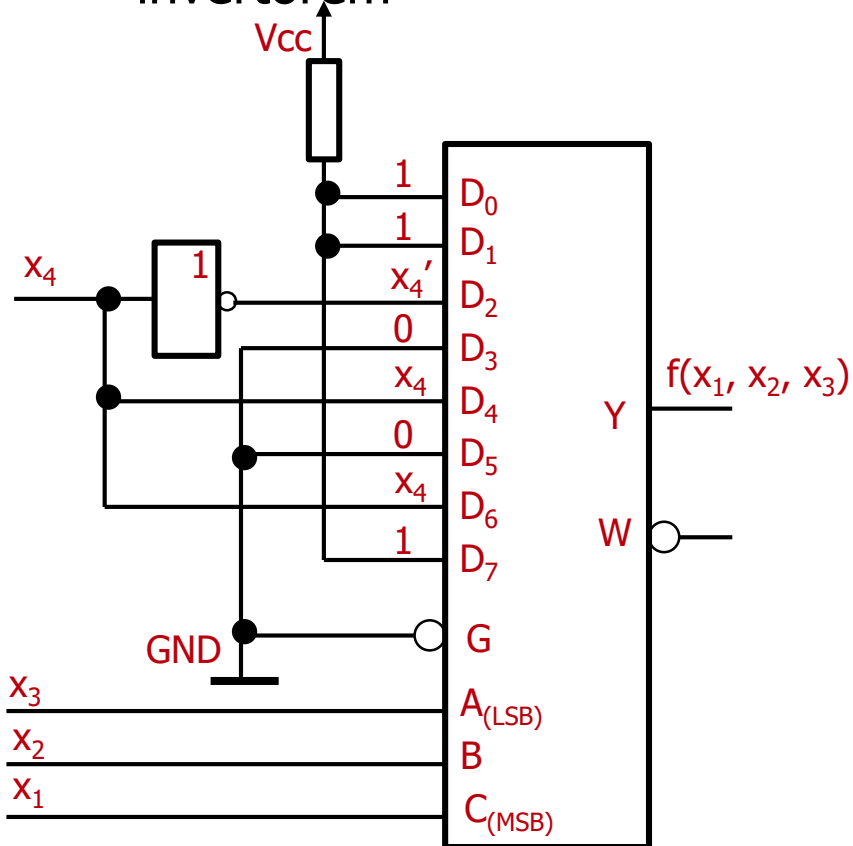 invertorem
Vcc
1
D₀
1
D₁
x₄
1
x₄′
D₂
0
D₃
x₄
D₄
f(x₁, x₂, x₃)
Y
0
D₅
x₄
D₆
W
1
D₇
GND
G
x₃
A(LSB)
x₂
B
x₁
C(MSB)